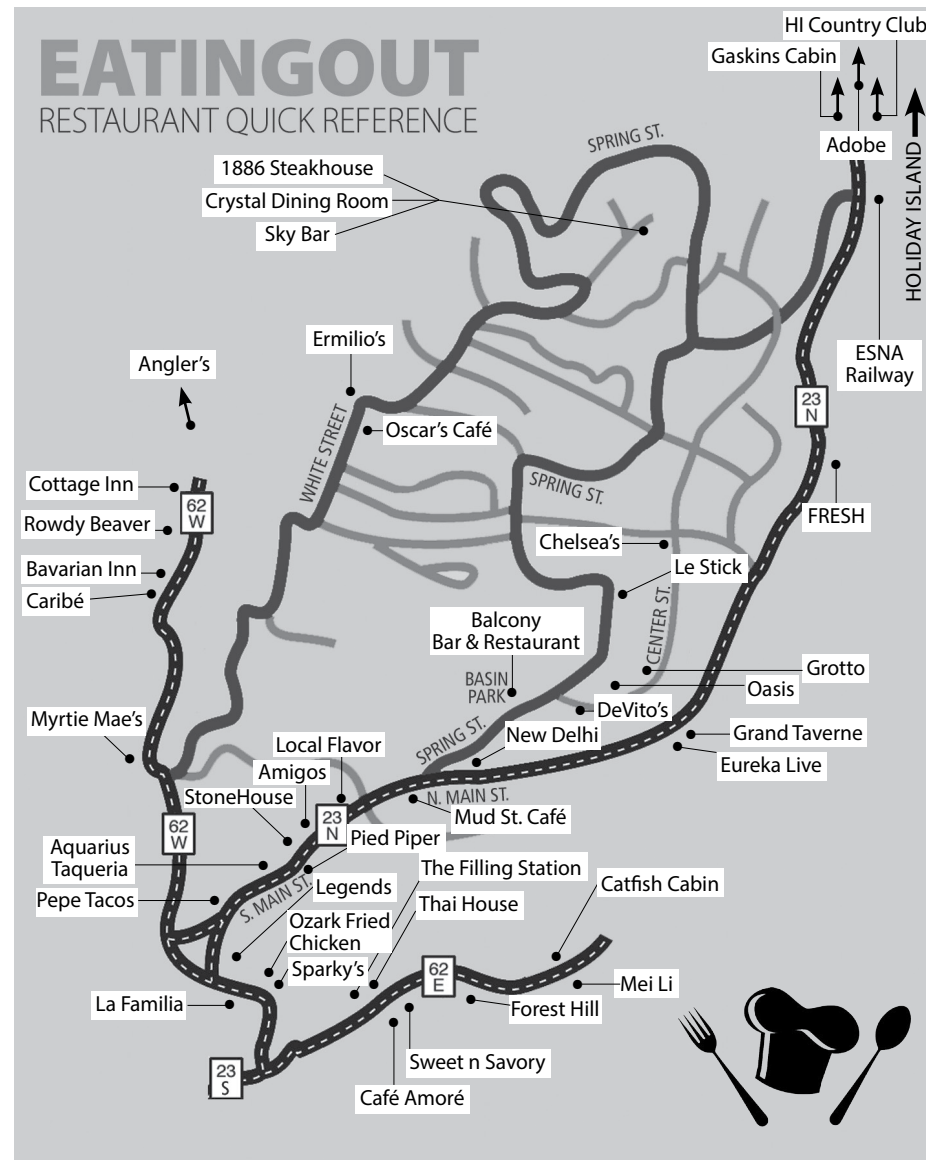 EATINGOUT
RESTAURANT QUICK REFERENCE
HI Country Club
Gaskins Cabin
Adobe
HOLIDAY ISLAND
SPRING ST.
1886 Steakhouse
Crystal Dining Room
Sky Bar
ESNA
Railway
Ermilio’s
Angler’s
23
N
Oscar’s Café
WHITE STREET
SPRING ST.
Cottage Inn
62
W
Rowdy Beaver
FRESH
Chelsea’s
Le Stick
Bavarian Inn
Caribé
CENTER ST.
Balcony
Bar & Restaurant
BASIN
PARK
Grotto
Oasis
DeVito’s
Myrtie Mae’s
SPRING ST.
New Delhi
Grand Taverne
Eureka Live
Local Flavor
Amigos
StoneHouse
N. MAIN ST.
Mud St. Café
23
N
62
W
Pied Piper
Aquarius
Taqueria
The Filling Station
Catfish Cabin
Pepe Tacos
S. MAIN ST.
Legends
Thai House
Ozark Fried
Chicken
Sparky’s
62
E
Mei Li
La Familia
Forest Hill
Sweet n Savory
23
S
Café Amoré